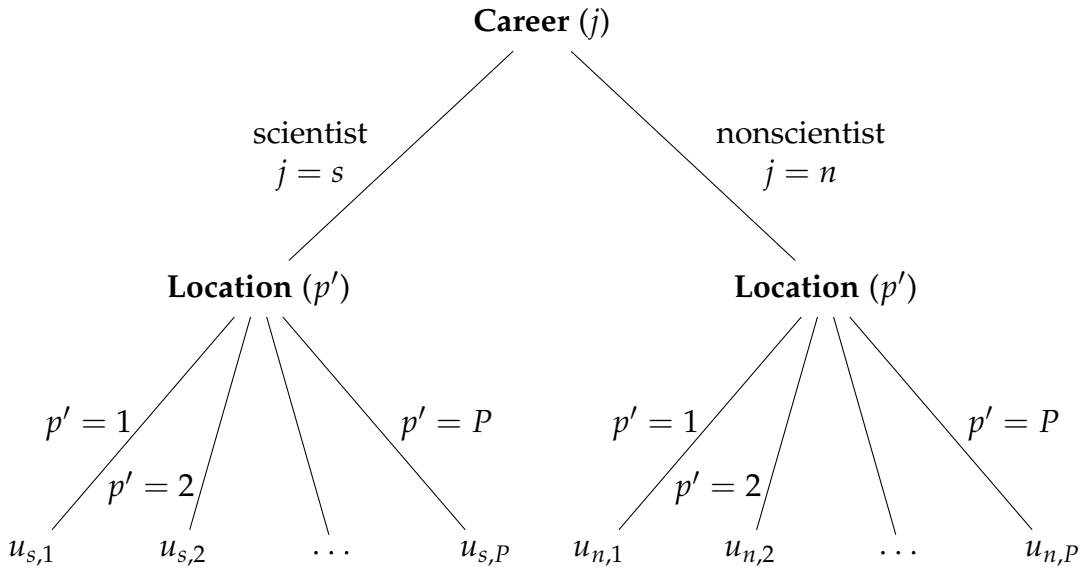 Career (j)
scientist
j = s
nonscientist
j = n
Location (p′)
Location (p′)
p′ = 1
p′ = P
p′ = 1
p′ = P
p′ = 2
p′ = 2
u_{s,1}
u_{s,2}
...
u_{s,P}
u_{n,1}
u_{n,2}
...
u_{n,P}